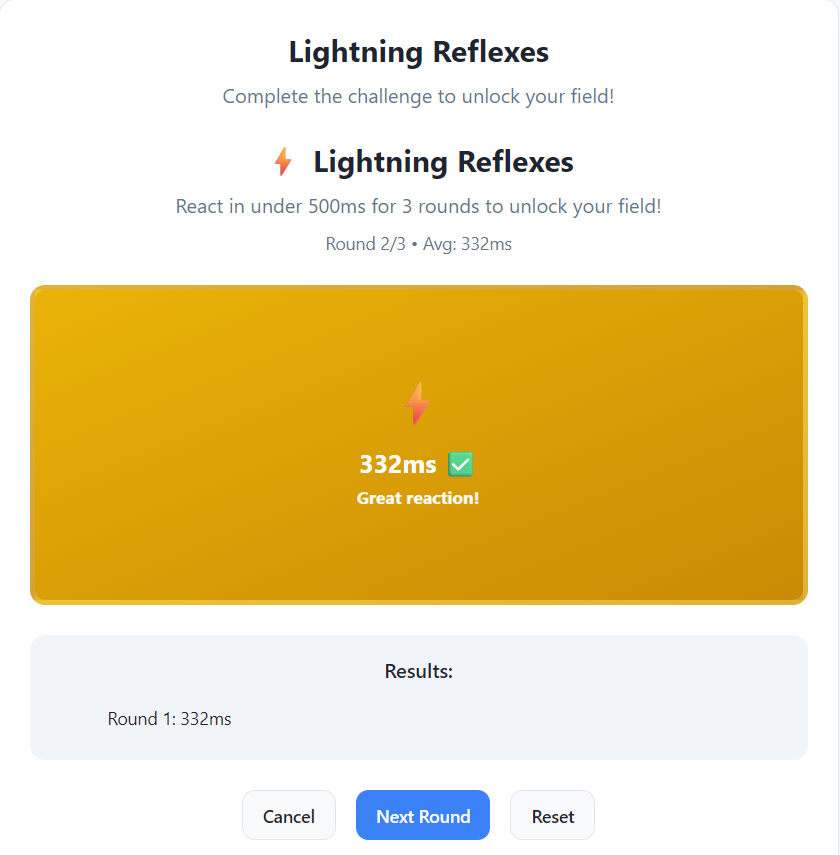 Lightning Reflexes
Complete the challenge to unlock your field!
⚡ Lightning Reflexes
React in under 500ms for 3 rounds to unlock your field!
Round 2/3 • Avg: 332ms
⚡
332ms ✅
Great reaction!
Results:
Round 1: 332ms
Cancel Next Round Reset